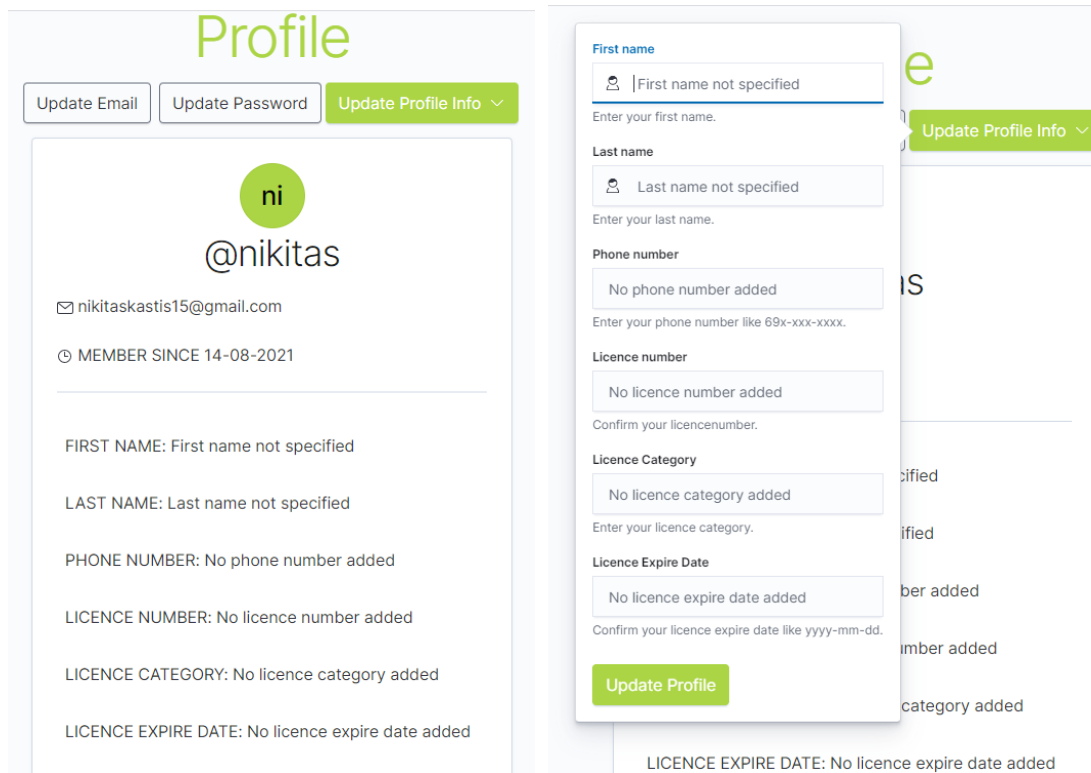 Profile
Update Email
Update Password
Update Profile Info
ni
@nikitas
nikitaskastis15@gmail.com
MEMBER SINCE 14-08-2021
FIRST NAME: First name not specified
LAST NAME: Last name not specified
PHONE NUMBER: No phone number added
LICENCE NUMBER: No licence number added
LICENCE CATEGORY: No licence category added
LICENCE EXPIRE DATE: No licence expire date added
First name
First name not specified
Enter your first name.
Last name
Last name not specified
Enter your last name.
Phone number
No phone number added
Enter your phone number like 69x-xxx-xxxx.
Licence number
No licence number added
Confirm your licencenumber.
Licence Category
No licence category added
Enter your licence category.
Licence Expire Date
No licence expire date added
Confirm your licence expire date like yyyy-mm-dd.
Update Profile
e
Update Profile Info
as
cified
ified
ber added
umber added
category added
LICENCE EXPIRE DATE: No licence expire date added